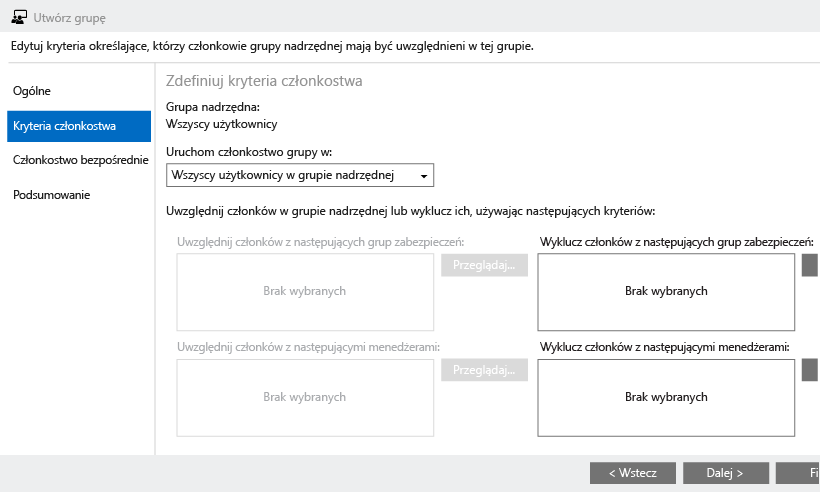 Utwórz grupę
Edytuj kryteria określające, którzy członkowie grupy nadrzędnej mają być uwzględnieni w tej grupie.
Ogólne
Kryteria członkostwa
Członkostwo bezpośrednie
Podsumowanie
Zdefiniuj kryteria członkostwa
Grupa nadrzędna:
Wszyscy użytkownicy
Uruchom członkostwo grupy w:
Wszyscy użytkownicy w grupie nadrzędnej
Uwzględnij członków w grupie nadrzędnej lub wyklucz ich, używając następujących kryteriów:
Uwzględnij członków z następujących grup zabezpieczeń:
Brak wybranych
Przeglądaj...
Wyklucz członków z następujących grup zabezpieczeń:
Brak wybranych
Uwzględnij członków z następującymi menedżerami:
Brak wybranych
Przeglądaj...
Wyklucz członków z następującymi menedżerami:
Brak wybranych
< Wstecz
Dalej >
Fi